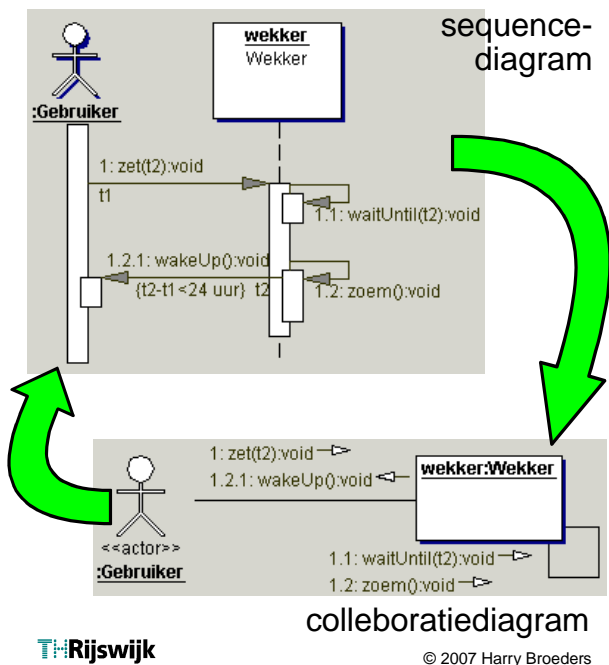 sequence-
diagram
wekker
Wekker
:Gebruiker
1: zet(t2):void
t1
1.1: waitUntil(t2):void
1.2.1: wakeUp():void
{t2-t1<24 uur} t2
1.2: zoem():void
1: zet(t2):void
1.2.1: wakeUp():void
wekker:Wekker
<<actor>>
:Gebruiker
1.1: waitUntil(t2):void
1.2: zoem():void
colleboratiediagram
THRijswijk
© 2007 Harry Broeders